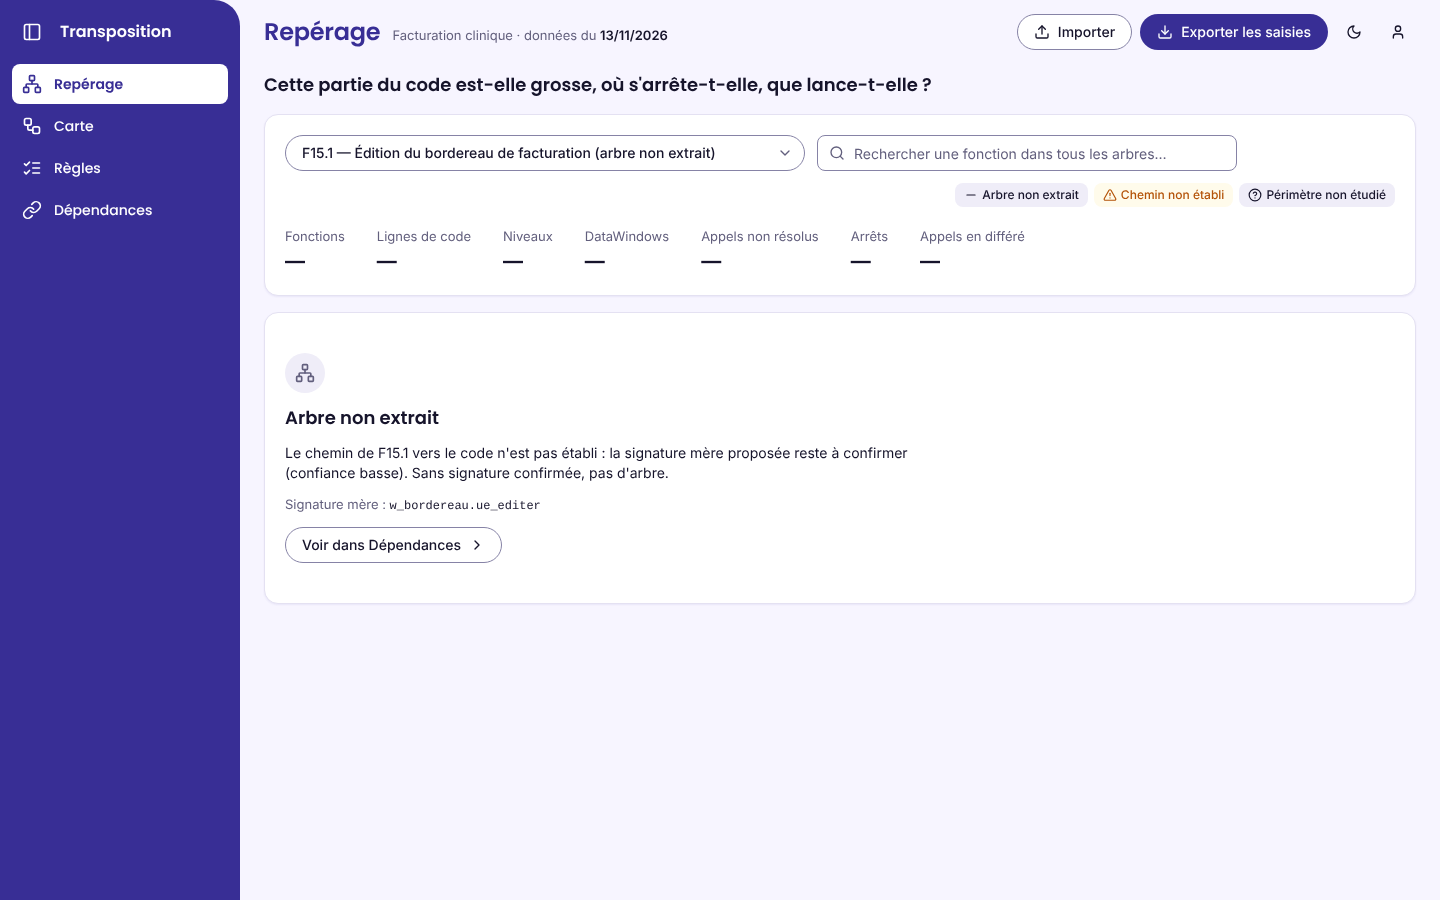 Transposition
Repérage
Carte
Règles
Dépendances
Repérage
Facturation clinique · données du 13/11/2026
Importer
Exporter les saisies
Cette partie du code est-elle grosse, où s'arrête-t-elle, que lance-t-elle ?
F15.1 — Édition du bordereau de facturation (arbre non extrait)
Rechercher une fonction dans tous les arbres...
Arbre non extrait
Chemin non établi
Périmètre non étudié
Fonctions
—
Lignes de code
—
Niveaux
—
DataWindows
—
Appels non résolus
—
Arrêts
—
Appels en différé
—
Arbre non extrait
Le chemin de F15.1 vers le code n'est pas établi : la signature mère proposée reste à confirmer
(confiance basse). Sans signature confirmée, pas d'arbre.
Signature mère : w_bordereau.ue_editer
Voir dans Dépendances